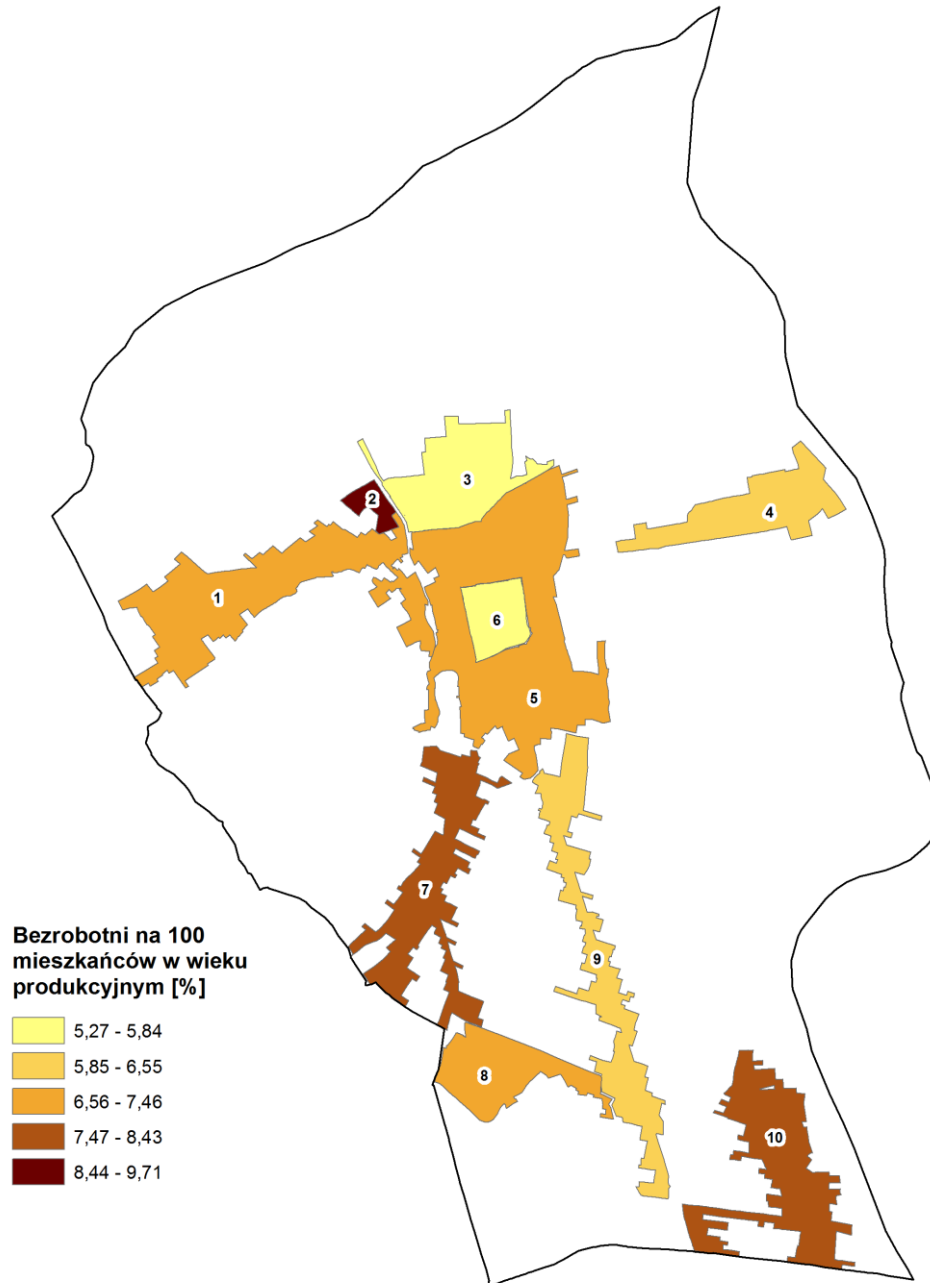 3
2
4
1
6
5
7
9
8
10
Bezrobotni na 100
mieszkańców w wieku
produkcyjnym [%]
5,27 - 5,84
5,85 - 6,55
6,56 - 7,46
7,47 - 8,43
8,44 - 9,71